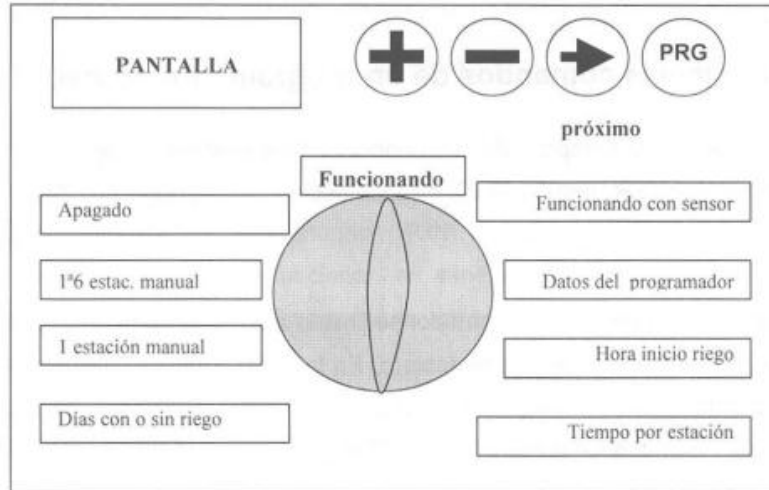 PANTALLA
PRG
próximo
Funcionando
Apagado
Funcionando con sensor
1ª6 estac. manual
Datos del programador
1 estación manual
Hora inicio riego
Días con o sin riego
Tiempo por estación